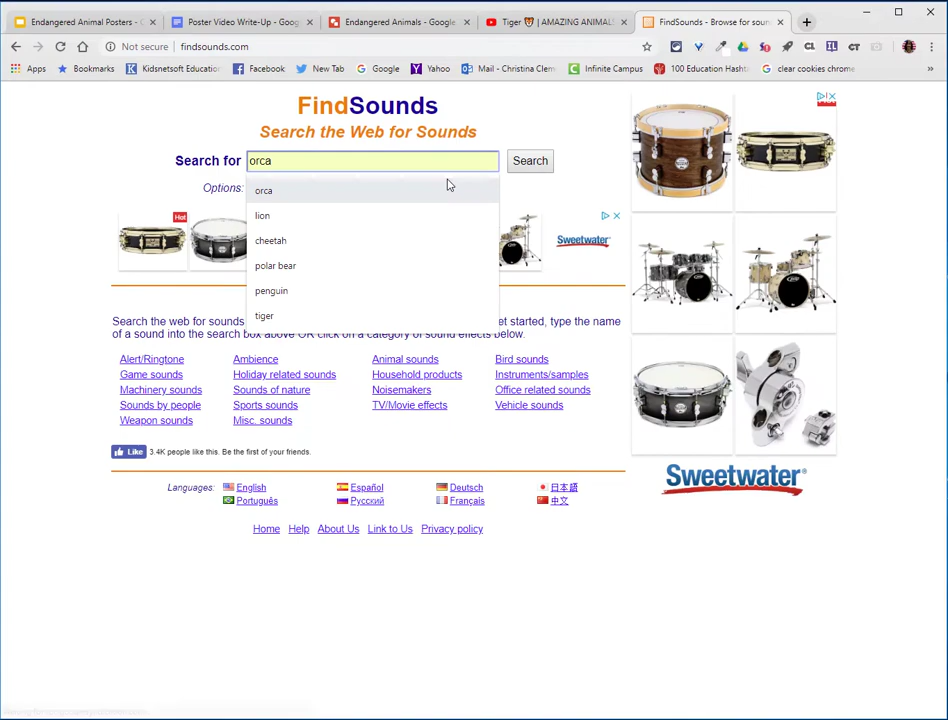 Endangered Animal Posters - G
Poster Video Write-Up - Goog
Endangered Animals - Google
Tiger 🐯 | AMAZING ANIMALS
FindSounds - Browse for soun
Not secure | findsounds.com
Apps
Bookmarks
Kidsnetsoft Education
Facebook
New Tab
Google
Yahoo
Mail - Christina Clem
Infinite Campus
100 Education Hasht
clear cookies chrome
»
FindSounds
Search the Web for Sounds
Search for
orca
Search
Options:
orca
lion
cheetah
polar bear
penguin
tiger
Hot
Sweetwater®
Search the web for sounds
et started, type the name
of a sound into the search box above OR click on a category of sound effects below.
Alert/Ringtone
Ambience
Animal sounds
Bird sounds
Game sounds
Holiday related sounds
Household products
Instruments/samples
Machinery sounds
Sounds of nature
Noisemakers
Office related sounds
Sounds by people
Sports sounds
TV/Movie effects
Vehicle sounds
Weapon sounds
Misc. sounds
Like
3.4K people like this. Be the first of your friends.
Languages:
English
Español
Deutsch
日本語
Português
Русский
Français
中文
Home
Help
About Us
Link to Us
Privacy policy
Sweetwater®